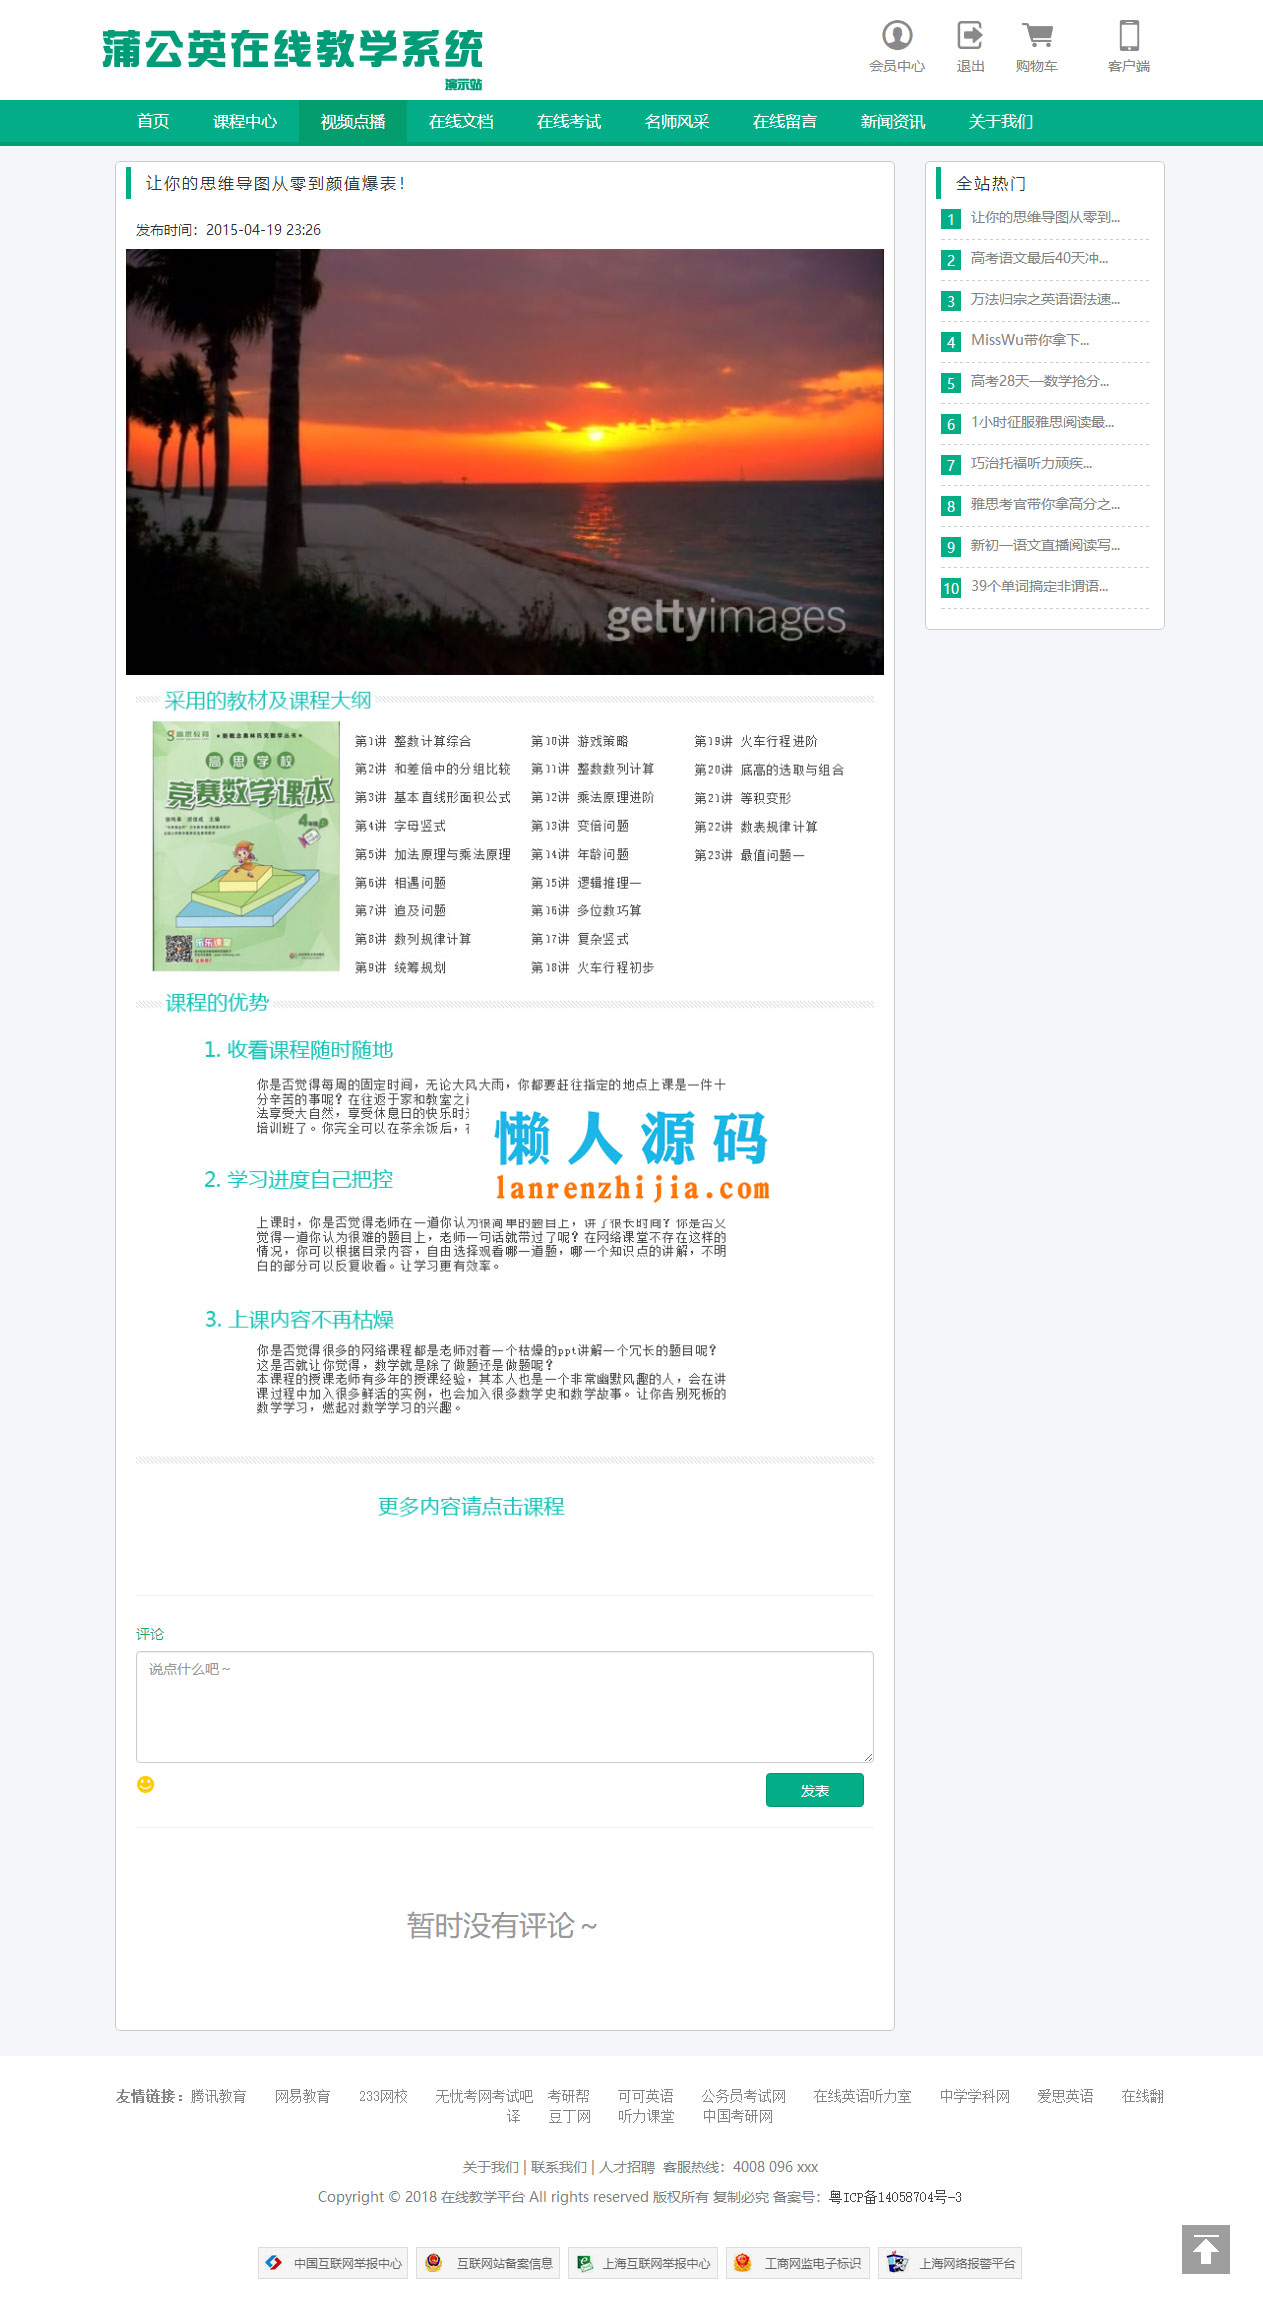 蒲公英在线教学系统
演示站
会员中心 退出 购物车 客户端
首页 课程中心 视频点播 在线文档 在线考试 名师风采 在线留言 新闻资讯 关于我们
让你的思维导图从零到颜值爆表!
发布时间：2015-04-19 23:26
gettyimages
采用的教材及课程大纲
高思教育 ★新概念奥林匹克数学丛书★
高思学校
竞赛数学课本
4年级
乐乐课堂
第1讲 整数计算综合
第2讲 和差倍中的分组比较
第3讲 基本直线形面积公式
第4讲 字母竖式
第5讲 加法原理与乘法原理
第6讲 相遇问题
第7讲 追及问题
第8讲 数列规律计算
第9讲 统筹规划
第10讲 游戏策略
第11讲 整数数列计算
第12讲 乘法原理进阶
第13讲 变倍问题
第14讲 年龄问题
第15讲 逻辑推理一
第16讲 多位数巧算
第17讲 复杂竖式
第18讲 火车行程初步
第19讲 火车行程进阶
第20讲 底高的选取与组合
第21讲 等积变形
第22讲 数表规律计算
第23讲 最值问题一
课程的优势
1. 收看课程随时随地
你是否觉得每周的固定时间，无论大风大雨，你都要赶往指定的地点上课是一件十
分辛苦的事呢？在往返于家和教室之
法享受大自然，享受休息日的快乐时
培训班了。你完全可以在茶余饭后，
懒人源码
lanrenzhijia.com
2. 学习进度自己把控
上课时，你是否觉得老师在一道你认为很简单的题目上，讲了很长时间？你是否又
觉得一道你认为很难的题目上，老师一句话就带过了呢？在网络课堂不存在这样的
情况，你可以根据目录内容，自由选择观看哪一道题，哪一个知识点的讲解，不明
白的部分可以反复收看。让学习更有效率。
3. 上课内容不再枯燥
你是否觉得很多的网络课程都是老师对着一个枯燥的ppt讲解一个冗长的题目呢？
这是否就让你觉得，数学就是除了做题还是做题呢？
本课程的授课老师有多年的授课经验，其本人也是一个非常幽默风趣的人，会在讲
课过程中加入很多鲜活的实例，也会加入很多数学史和数学故事。让你告别死板的
数学学习，燃起对数学学习的兴趣。
更多内容请点击课程
评论
说点什么吧～
发表
暂时没有评论～
全站热门
1 让你的思维导图从零到...
2 高考语文最后40天冲...
3 万法归宗之英语语法速...
4 MissWu带你拿下...
5 高考28天—数学抢分...
6 1小时征服雅思阅读最...
7 巧治托福听力顽疾...
8 雅思考官带你拿高分之...
9 新初一语文直播阅读写...
10 39个单词搞定非谓语...
友情链接：腾讯教育 网易教育 233网校 无忧考网考试吧 考研帮 可可英语 公务员考试网 在线英语听力室 中学学科网 爱思英语 在线翻
译 豆丁网 听力课堂 中国考研网
关于我们 | 联系我们 | 人才招聘 客服热线：4008 096 xxx
Copyright © 2018 在线教学平台 All rights reserved 版权所有 复制必究 备案号：粤ICP备14058704号-3
中国互联网举报中心 互联网站备案信息 上海互联网举报中心 工商网监电子标识 上海网络报警平台